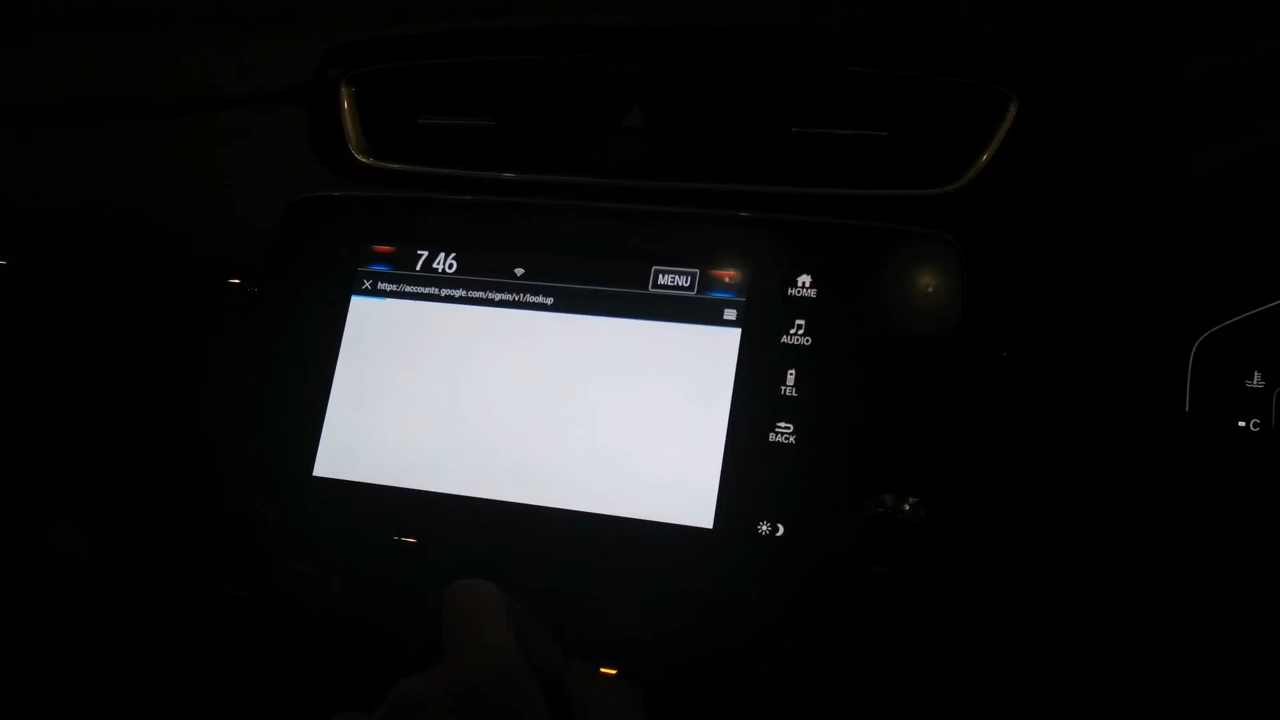 7 46
MENU
https://accounts.google.com/signin/v1/lookup
HOME
AUDIO
TEL
BACK
C